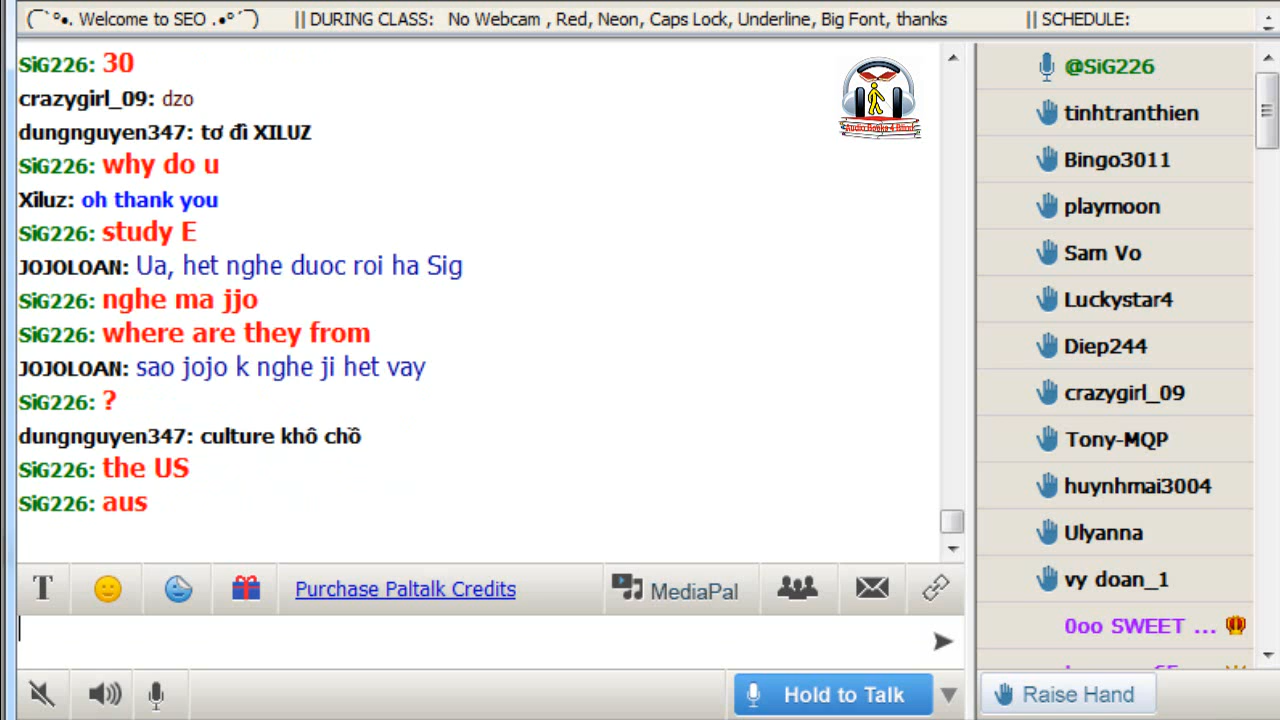 (¯`°•. Welcome to SEO .•°´¯) || DURING CLASS: No Webcam , Red, Neon, Caps Lock, Underline, Big Font, thanks || SCHEDULE:
SiG226: 30
crazygirl_09: dzo
dungnguyen347: tơ đi XILUZ
SiG226: why do u
Xiluz: oh thank you
SiG226: study E
JOJOLOAN: Ua, het nghe duoc roi ha Sig
SiG226: nghe ma jjo
SiG226: where are they from
JOJOLOAN: sao jojo k nghe ji het vay
SiG226: ?
dungnguyen347: culture khô chồ
SiG226: the US
SiG226: aus
Purchase Paltalk Credits
MediaPal
Hold to Talk
@SiG226
tinhtranthien
Bingo3011
playmoon
Sam Vo
Luckystar4
Diep244
crazygirl_09
Tony-MQP
huynhmai3004
Ulyanna
vy doan_1
0oo SWEET ...
Raise Hand